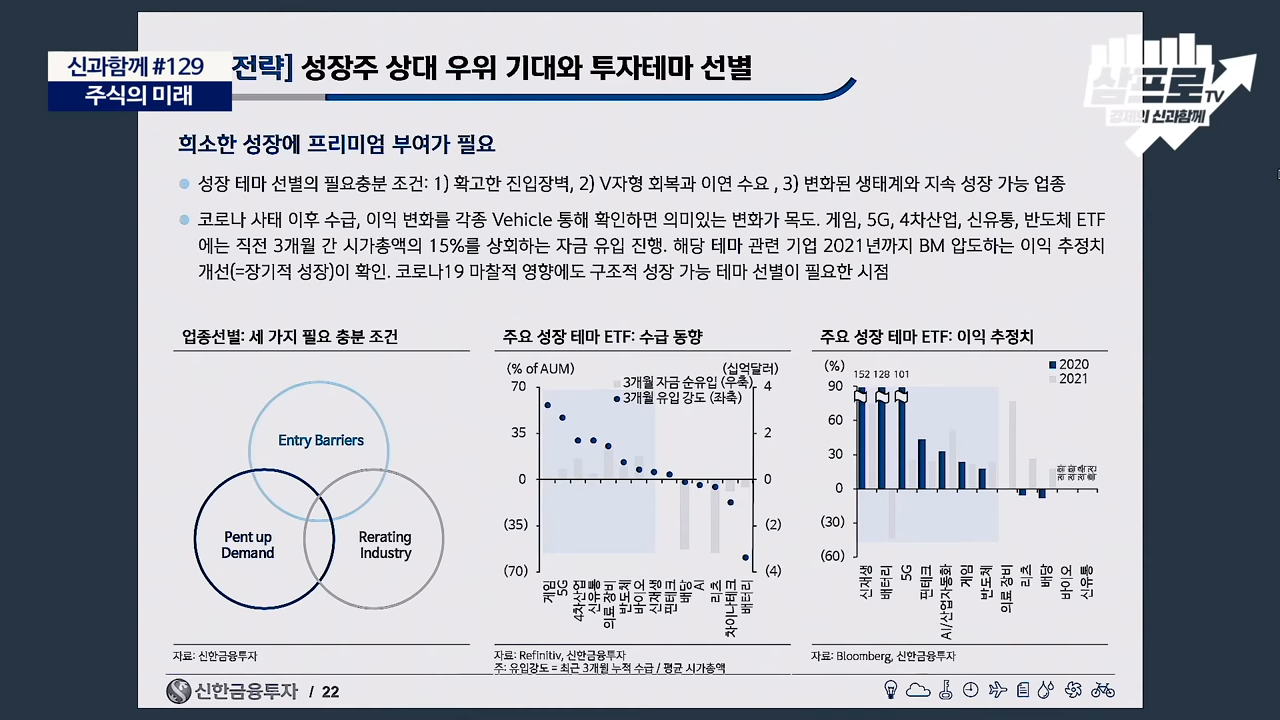 신과함께 #129
주식의 미래
전략] 성장주 상대 우위 기대와 투자테마 선별
삼프로TV
경제의 신과함께
희소한 성장에 프리미엄 부여가 필요
성장 테마 선별의 필요충분 조건: 1) 확고한 진입장벽, 2) V자형 회복과 이연 수요 , 3) 변화된 생태계와 지속 성장 가능 업종
코로나 사태 이후 수급, 이익 변화를 각종 Vehicle 통해 확인하면 의미있는 변화가 목도. 게임, 5G, 4차산업, 신유통, 반도체 ETF
에는 직전 3개월 간 시가총액의 15%를 상회하는 자금 유입 진행. 해당 테마 관련 기업 2021년까지 BM 압도하는 이익 추정치
개선(=장기적 성장)이 확인. 코로나19 마찰적 영향에도 구조적 성장 가능 테마 선별이 필요한 시점
업종선별: 세 가지 필요 충분 조건
Entry Barriers
Pent up
Demand
Rerating
Industry
자료: 신한금융투자
주요 성장 테마 ETF: 수급 동향
(% of AUM)
(십억달러)
3개월 자금 순유입 (우축)
3개월 유입 강도 (좌축)
70
35
0
(35)
(70)
4
2
0
(2)
(4)
게임
5G
4차산업
신유통
의료 장비
반도체
바이오
신재생
핀테크
배당
AI
리츠
차이나테크
배터리
자료: Refinitiv, 신한금융투자
주: 유입강도 = 최근 3개월 누적 수급 / 평균 시가총액
주요 성장 테마 ETF: 이익 추정치
(%)
152 128 101
2020
2021
90
60
30
0
(30)
(60)
신재생
배터리
5G
핀테크
AI/산업자동화
게임
반도체
의료 장비
리츠
배당
바이오
신유통
자료: Bloomberg, 신한금융투자
신한금융투자 / 22